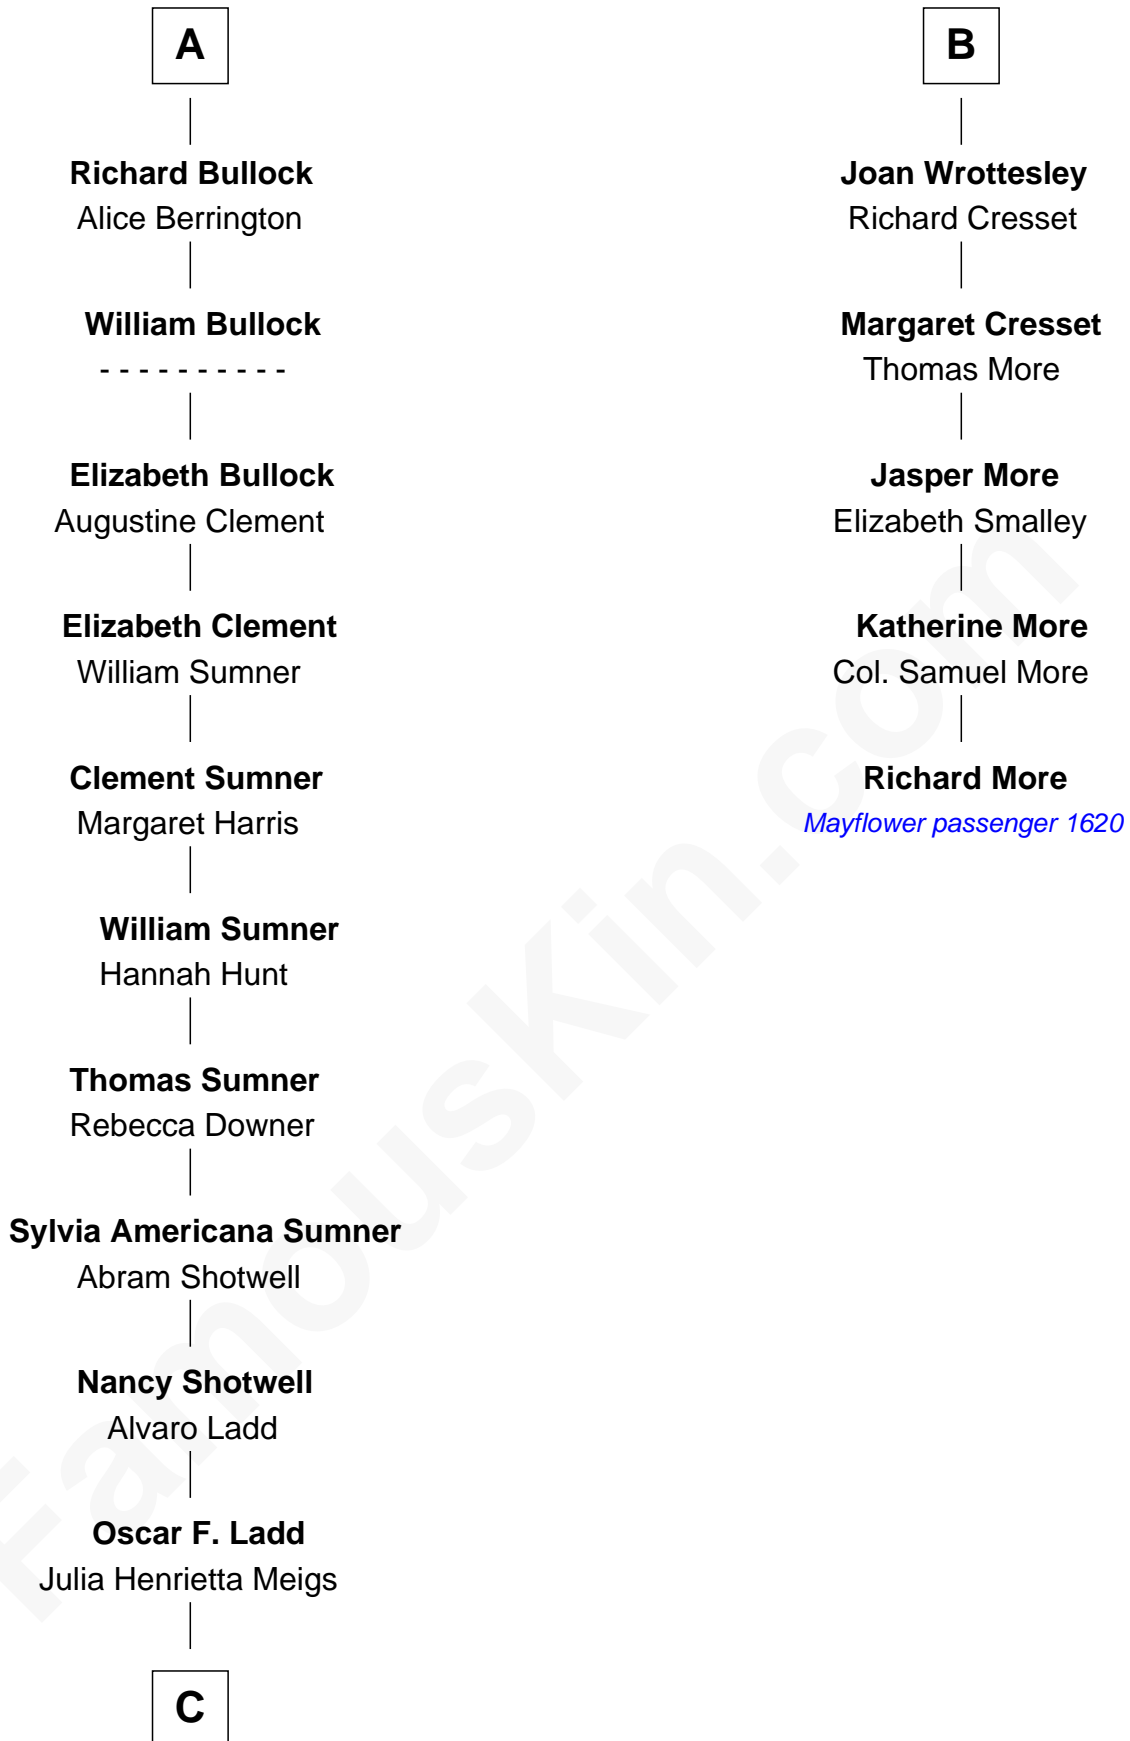 A
Richard Bullock
Alice Berrington
William Bullock
- - - - - - - - - -
Elizabeth Bullock
Augustine Clement
Elizabeth Clement
William Sumner
Clement Sumner
Margaret Harris
William Sumner
Hannah Hunt
Thomas Sumner
Rebecca Downer
Sylvia Americana Sumner
Abram Shotwell
Nancy Shotwell
Alvaro Ladd
Oscar F. Ladd
Julia Henrietta Meigs
C
B
Joan Wrottesley
Richard Cresset
Margaret Cresset
Thomas More
Jasper More
Elizabeth Smalley
Katherine More
Col. Samuel More
Richard More
Mayflower passenger 1620
FamousKin.com